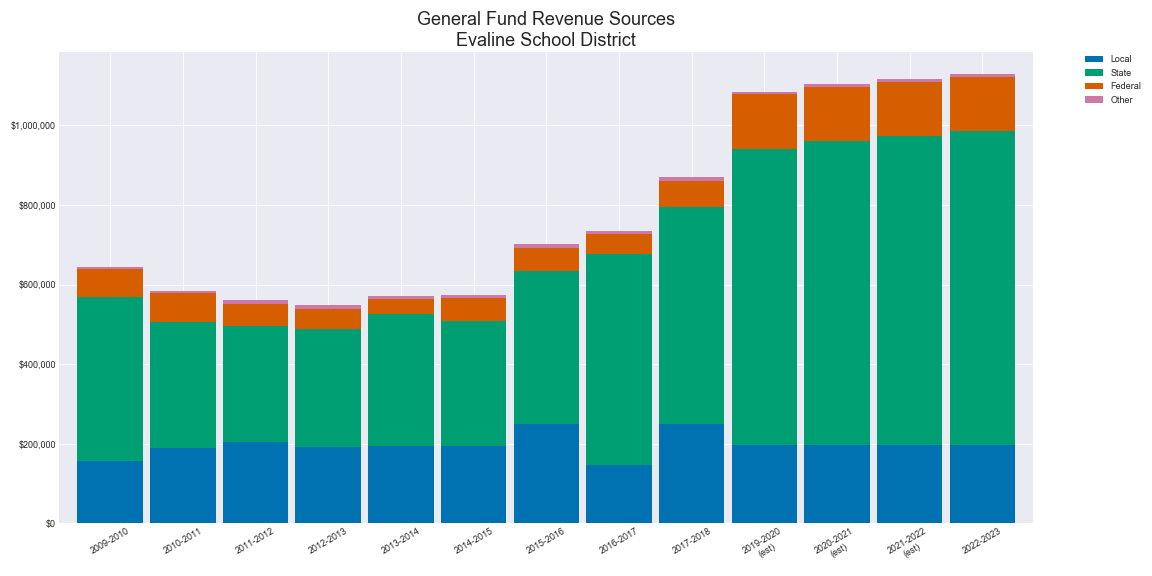 General Fund Revenue Sources
Evaline School District
Local
State
Federal
Other
$1,000,000
$800,000
$600,000
$400,000
$200,000
$0
2009-2010
2010-2011
2011-2012
2012-2013
2013-2014
2014-2015
2015-2016
2016-2017
2017-2018
2019-2020
(est)
2020-2021
(est)
2021-2022
(est)
2022-2023